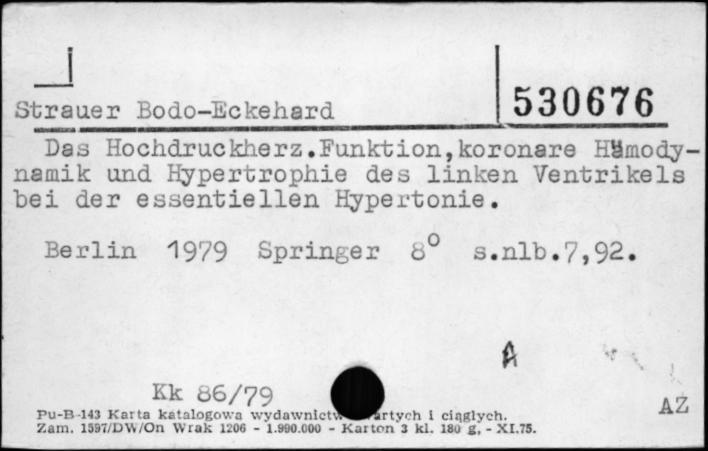 j
Strauer Bodo-Eckehard
530676
Das Hochdruckherz.Funktion,koronare Hämody-
namik und Hypertrophie des linken Ventrikels
bei der essentiellen Hypertonie.
Berlin 1979 Springer 8° s.nlb.7,92.
A
Kk 86/79
AŻ
Pu-B-143 Karta katalogowa wydawnictw zwartych i ciągłych.
Zam. 1597/DW/On Wrak 1206 - 1.990.000 - Karton 3 kl. 180 g, - XI.75.